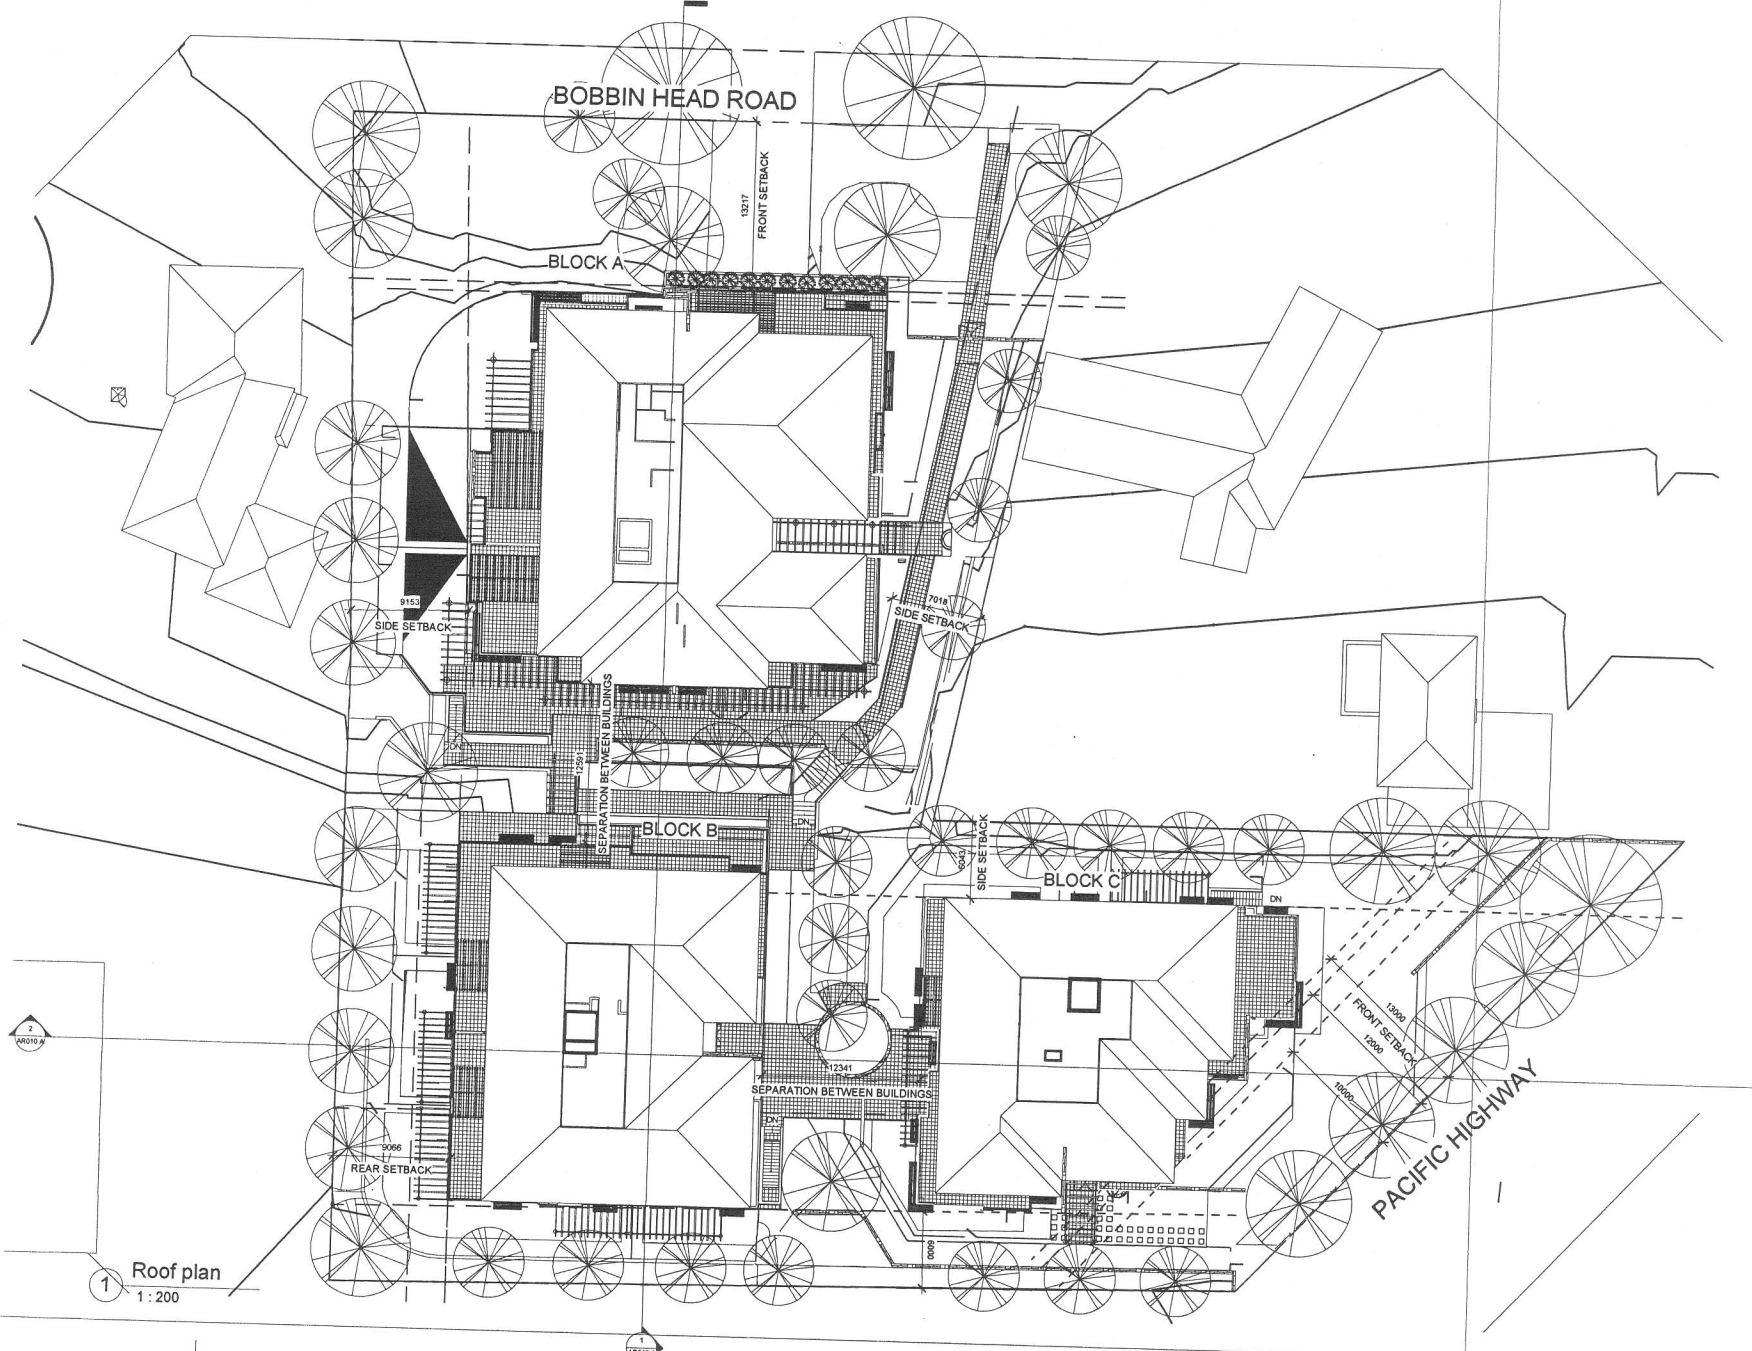 BOBBIN HEAD ROAD
13217
FRONT SETBACK
BLOCK A
9153
SIDE SETBACK
7018
SIDE SETBACK
DN
12591
SEPARATION BETWEEN BUILDINGS
BLOCK B
DN
6043
SIDE SETBACK
BLOCK C
DN
13000
FRONT SETBACK
12000
10000
PACIFIC HIGHWAY
2
AR010 A
12341
SEPARATION BETWEEN BUILDINGS
DN
9066
REAR SETBACK
6000
1
Roof plan
1 : 200
1